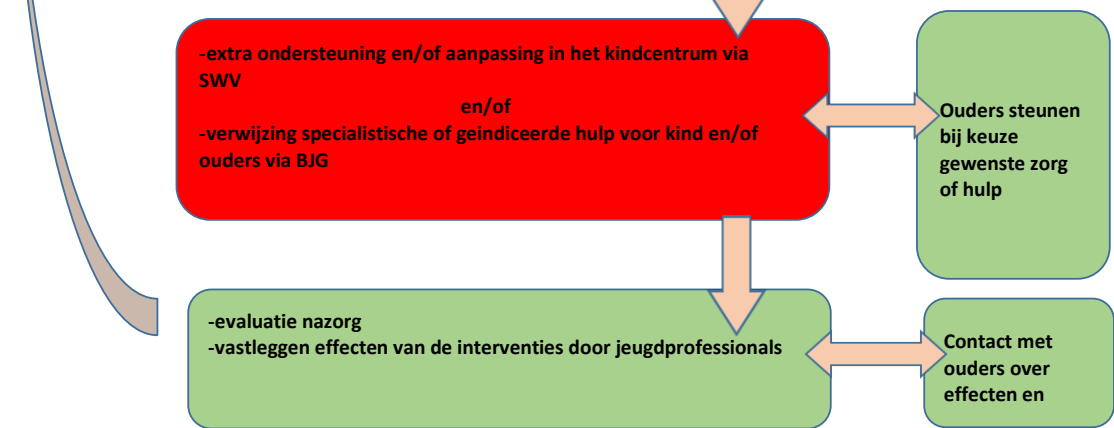 -extra ondersteuning en/of aanpassing in het kindcentrum via
SWV
en/of
-verwijzing specialistische of geindiceerde hulp voor kind en/of
ouders via BJG
Ouders steunen
bij keuze
gewenste zorg
of hulp
-evaluatie nazorg
-vastleggen effecten van de interventies door jeugdprofessionals
Contact met
ouders over
effecten en